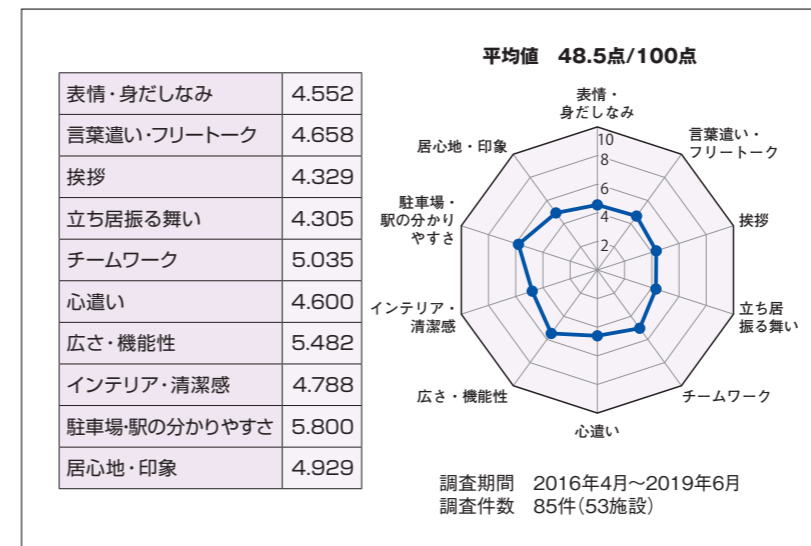 表情・身だしなみ 4.552
言葉遣い・フリートーク 4.658
挨拶 4.329
立ち居振る舞い 4.305
チームワーク 5.035
心遣い 4.600
広さ・機能性 5.482
インテリア・清潔感 4.788
駐車場・駅の分かりやすさ 5.800
居心地・印象 4.929
平均値 48.5点/100点
表情・
身だしなみ
言葉遣い・
フリートーク
挨拶
立ち居
振る舞い
チームワーク
心遣い
広さ・機能性
インテリア・
清潔感
駐車場・
駅の分かり
やすさ
居心地・印象
10
8
6
4
2
調査期間 2016年4月〜2019年6月
調査件数 85件(53施設)